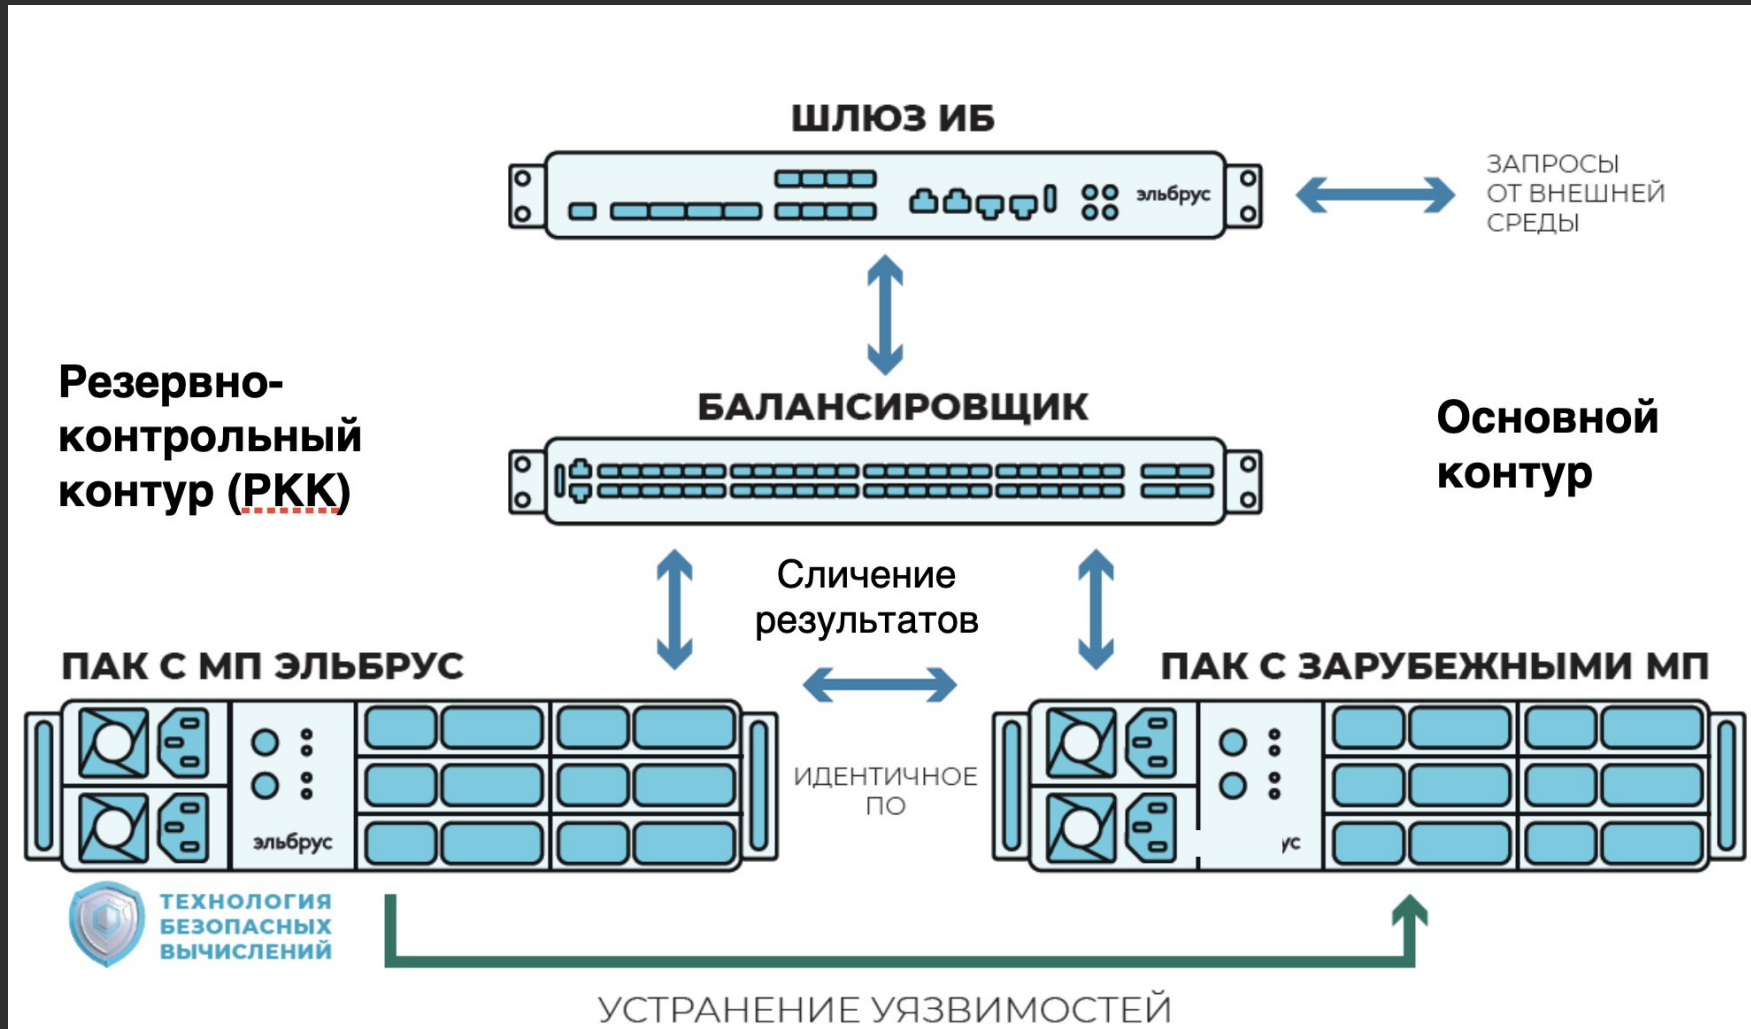 ШЛЮЗ ИБ
эльбрус
ЗАПРОСЫ
ОТ ВНЕШНЕЙ
СРЕДЫ
Резервно-
контрольный
контур (РКК)
БАЛАНСИРОВЩИК
Основной
контур
Сличение
результатов
ПАК С МП ЭЛЬБРУС
ПАК С ЗАРУБЕЖНЫМИ МП
эльбрус
ИДЕНТИЧНОЕ
ПО
ус
ТЕХНОЛОГИЯ
БЕЗОПАСНЫХ
ВЫЧИСЛЕНИЙ
УСТРАНЕНИЕ УЯЗВИМОСТЕЙ